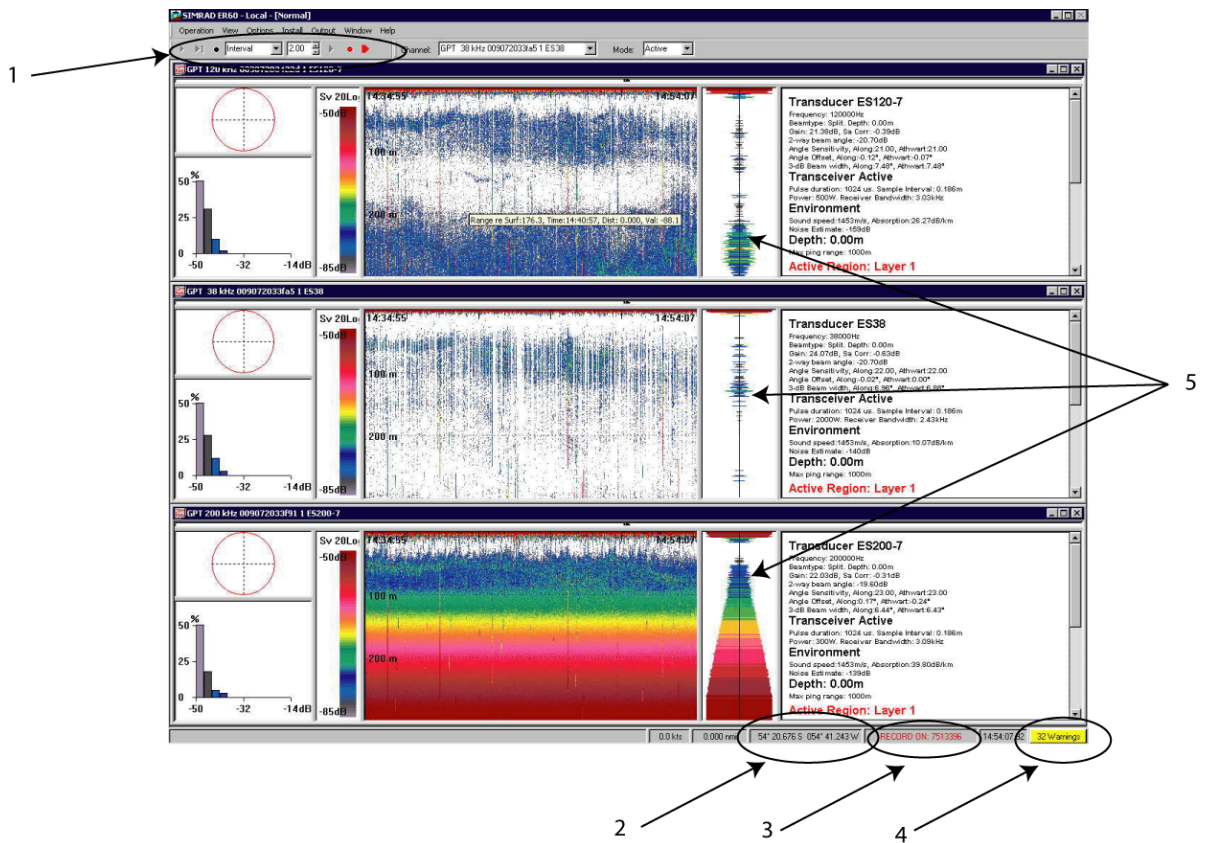 SIMRAD ER60 - Local - [Normal]
Operation View Options Install Output Window Help
Interval 2.00 Channel: GPT 38 kHz 009072033fa5 1 ES38 Mode: Active
1
GPT 120 kHz 1 ES120-7
Sv 20Lo
-50dB
-85dB
%
50
25
0
-50 -32 -14dB
14:34:55 14:54:07
100 m
200 m
Range re Surf:176.3, Time:14:40:57, Dist: 0.000, Val: -88.1
Transducer ES120-7
Frequency: 120000Hz
Beamtype: Split. Depth: 0.00m
Gain: 21.39dB, Sa Corr: -0.39dB
2-way beam angle: -20.70dB
Angle Sensitivity, Along:21.00, Athwart:21.00
Angle Offset, Along:-0.12°, Athwart:-0.07°
3-dB Beam width, Along:7.48°, Athwart:7.48°
Transceiver Active
Pulse duration: 1024 us. Sample Interval: 0.186m
Power: 500W. Receiver Bandwidth: 3.03kHz
Environment
Sound speed:1453m/s, Absorption:26.27dB/km
Noise Estimate: -159dB
Depth: 0.00m
Max ping range: 1000m
Active Region: Layer 1
GPT 38 kHz 009072033fa5 1 ES38
Sv 20Lo
-50dB
-85dB
%
50
25
0
-50 -32 -14dB
14:34:55 14:54:07
100 m
200 m
Transducer ES38
Frequency: 38000Hz
Beamtype: Split. Depth: 0.00m
Gain: 24.07dB, Sa Corr: -0.63dB
2-way beam angle: -20.70dB
Angle Sensitivity, Along:22.00, Athwart:22.00
Angle Offset, Along:-0.02°, Athwart:0.00°
3-dB Beam width, Along:6.96°, Athwart:6.88°
Transceiver Active
Pulse duration: 1024 us. Sample Interval: 0.186m
Power: 2000W. Receiver Bandwidth: 2.43kHz
Environment
Sound speed:1453m/s, Absorption:10.07dB/km
Noise Estimate: -140dB
Depth: 0.00m
Max ping range: 1000m
Active Region: Layer 1
5
GPT 200 kHz 009072033f91 1 ES200-7
Sv 20Lo
-50dB
-85dB
%
50
25
0
-50 -32 -14dB
14:34:55 14:54:07
100 m
200 m
Transducer ES200-7
Frequency: 200000Hz
Beamtype: Split. Depth: 0.00m
Gain: 22.03dB, Sa Corr: -0.31dB
2-way beam angle: -19.60dB
Angle Sensitivity, Along:23.00, Athwart:23.00
Angle Offset, Along:0.17°, Athwart:-0.24°
3-dB Beam width, Along:6.44°, Athwart:6.43°
Transceiver Active
Pulse duration: 1024 us. Sample Interval: 0.186m
Power: 300W. Receiver Bandwidth: 3.09kHz
Environment
Sound speed:1453m/s, Absorption:39.80dB/km
Noise Estimate: -139dB
Depth: 0.00m
Max ping range: 1000m
Active Region: Layer 1
0.0 kts 0.000 nmi 54° 20.676 S 054° 41.243 W RECORD ON: 7513396 14:54:07.32 32 Warnings
2
3
4